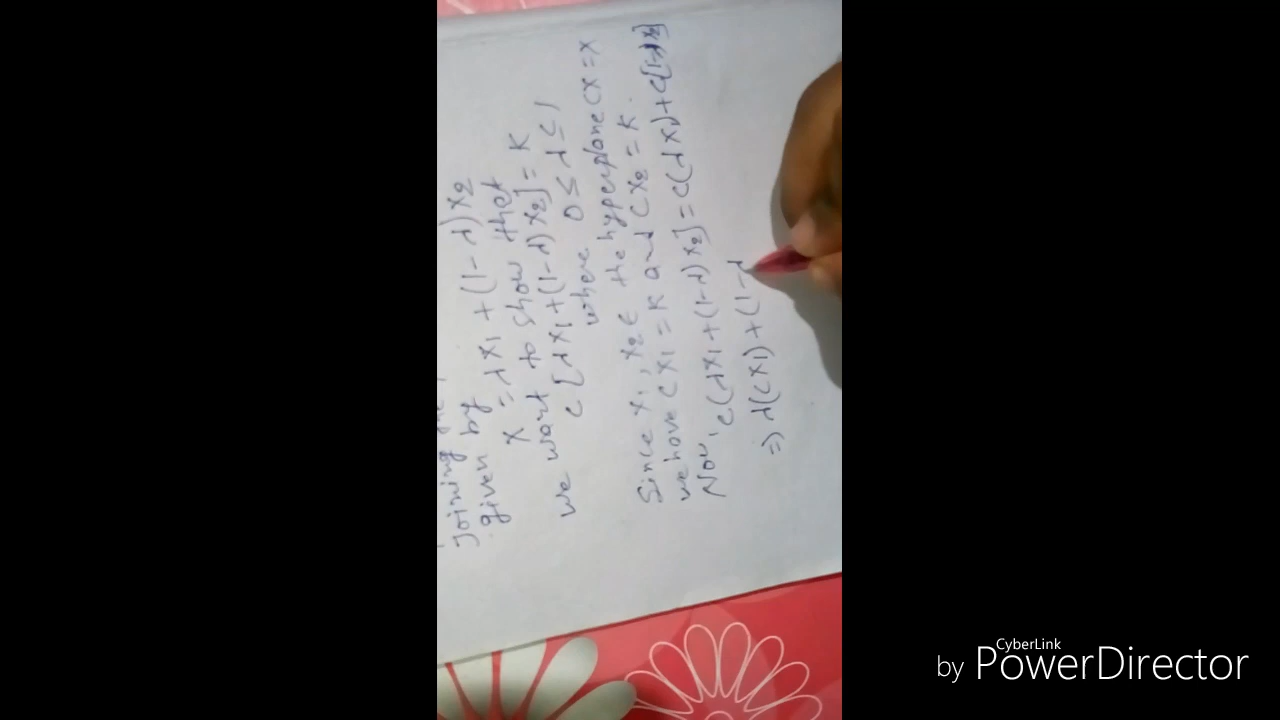 Joining
given by
X = λX1 + (1-λ)X2
we want to show that
c[λX1 + (1-λ)X2] = K
where 0 ≤ λ ≤ 1
Since X1, X2 ∈ the hyperplane CX = X
we have CX1 = K and CX2 = K.
Now, c(λX1 + (1-λ)X2] = c(λX1) + c[(1-λ)X2]
⇒ λ(CX1) + (1-λ
by CyberLink PowerDirector